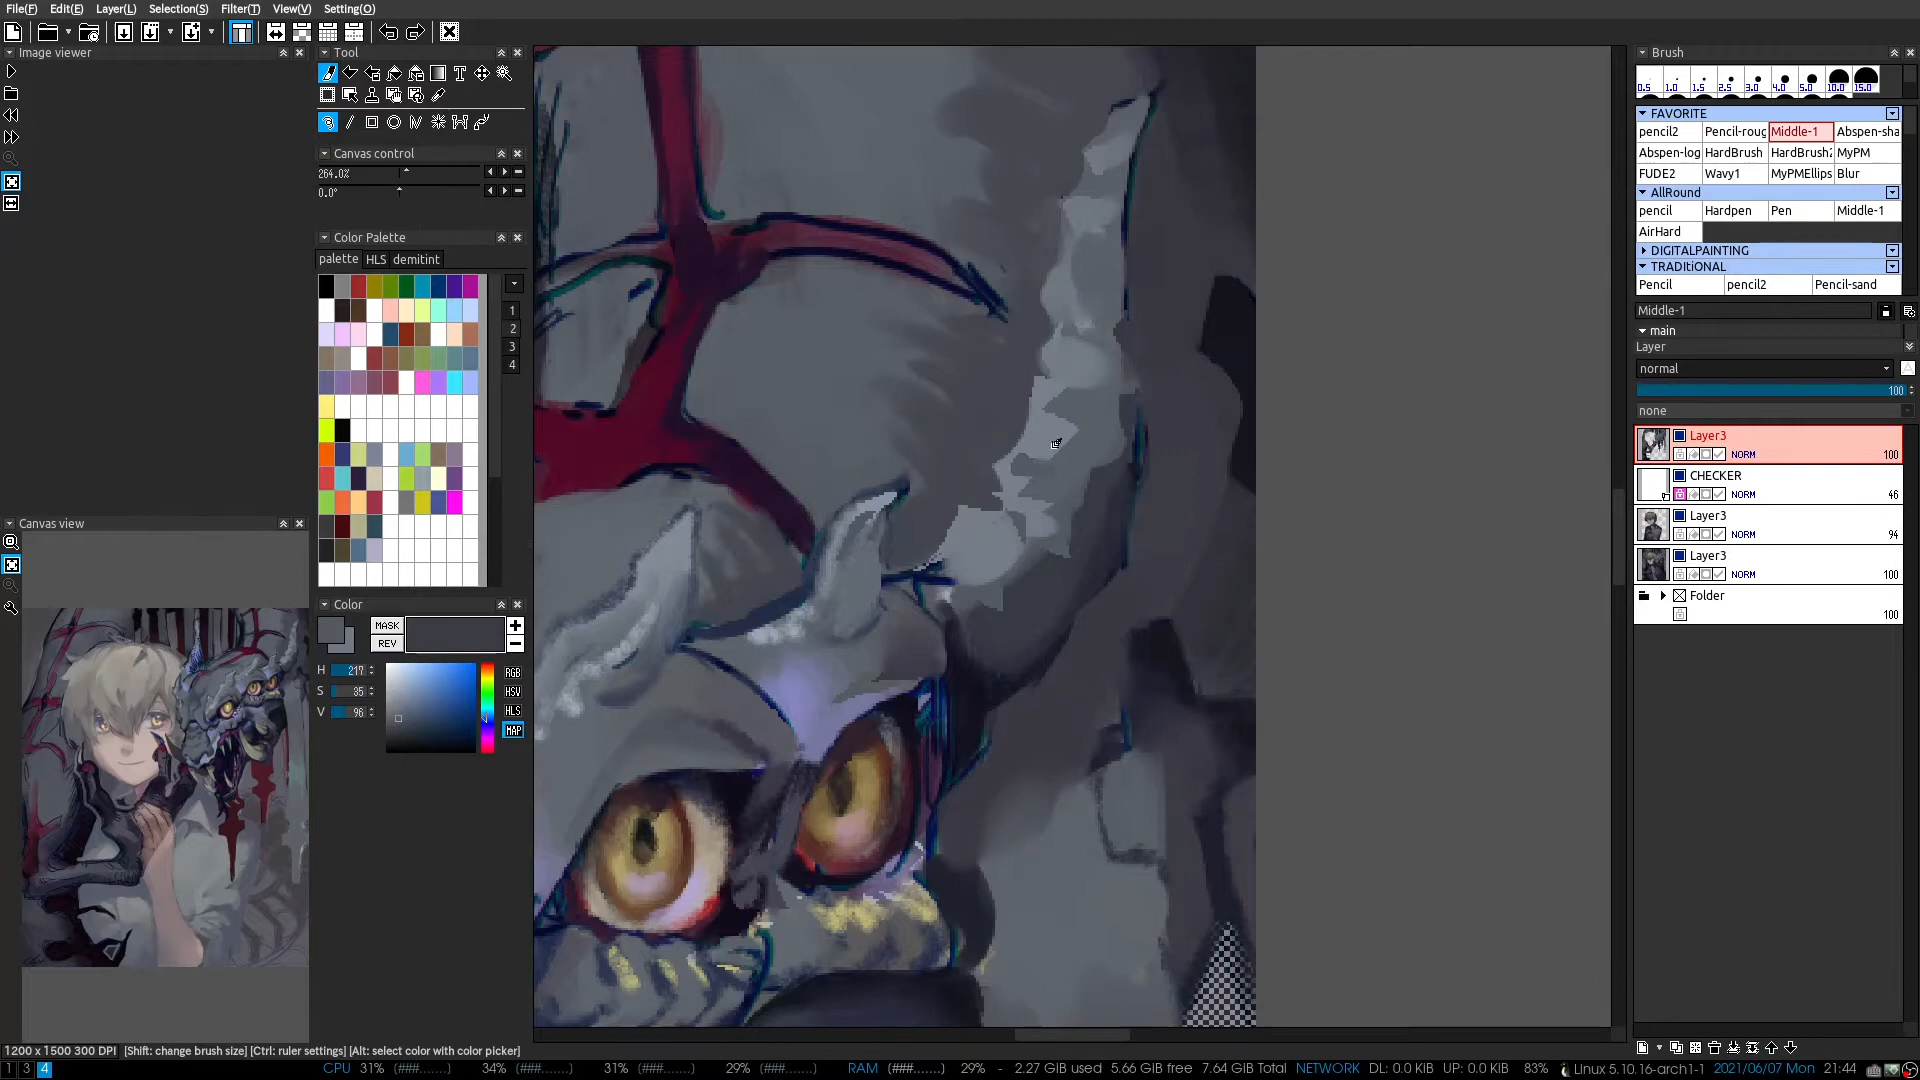 File(F) Edit(E) Layer(L) Selection(S) Filter(T) View(V) Setting(O)
Image viewer
Tool
Brush
0.5 1.0 1.5 2.5 3.0 4.0 5.0 10.0 15.0
FAVORITE
pencil2 Pencil-roug Middle-1 Abspen-sha
Canvas control
Abspen-log HardBrush HardBrush2 MyPM
264.0%
FUDE2 Wavy1 MyPMEllips Blur
0.0°
AllRound
pencil Hardpen Pen Middle-1
AirHard
Color Palette
DIGITALPAINTING
palette HLS demitint
TRADItiONAL
Pencil pencil2 Pencil-sand
1
2
3
4
Middle-1
main
Layer
normal
100
none
Layer3
NORM 100
CHECKER
NORM 46
Layer3
NORM 94
Layer3
NORM 100
Folder
100
Canvas view
Color
MASK
REV
H 217
S 35
V 96
RGB
HSV
HLS
MAP
1200 x 1500 300 DPI [Shift: change brush size] [Ctrl: ruler settings] [Alt: select color with color picker]
1 3 4 CPU 31% (###.......) 34% (###.......) 31% (###.......) 29% (###.......) RAM (###.......) 29% - 2.27 GIB used 5.66 GIB free 7.64 GIB Total NETWORK DL: 0.0 KiB UP: 0.0 KiB 83% Linux 5.10.16-arch1-1 2021/06/07 Mon 21:44